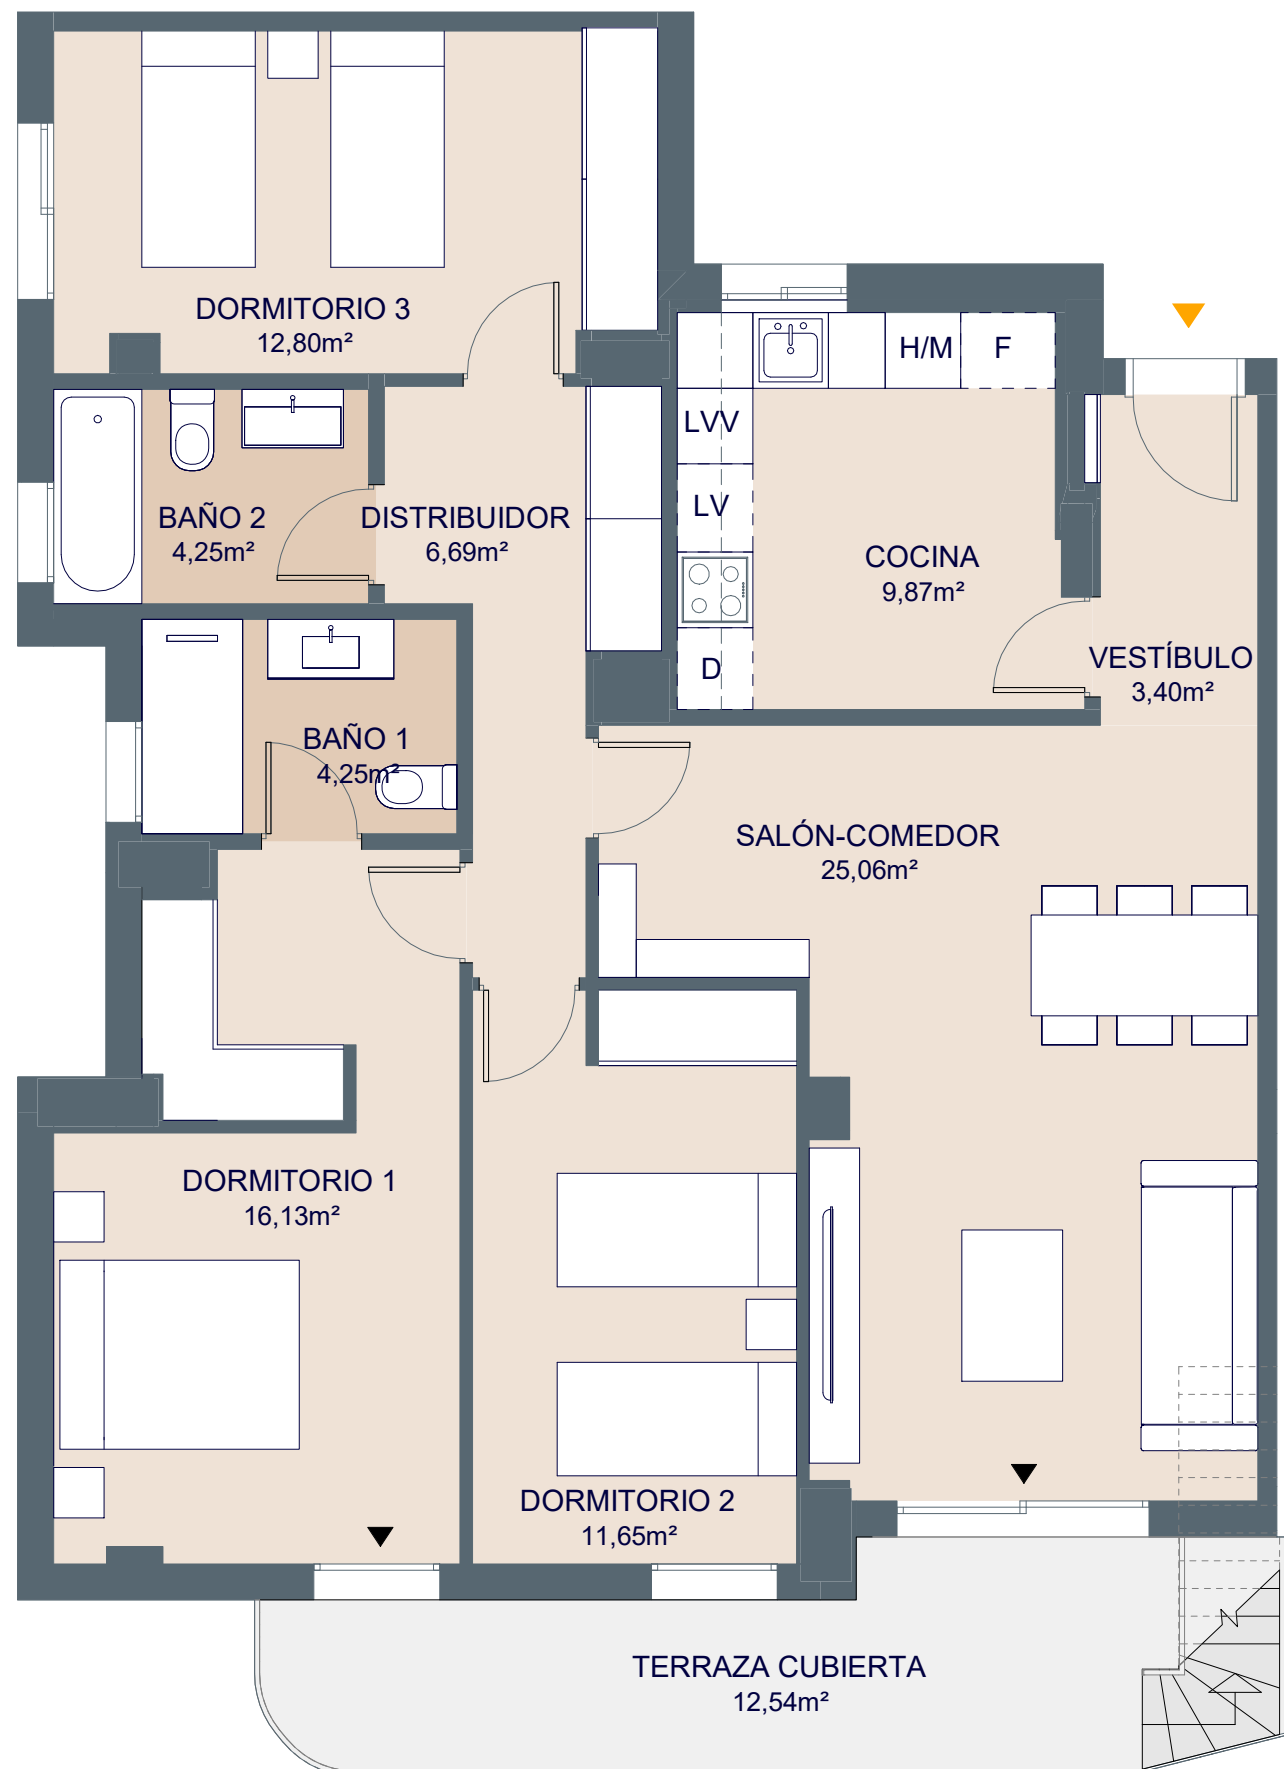 DORMITORIO 3
12,80m²
H/M
F
LVV
LV
D
BAÑO 2
4,25m²
DISTRIBUIDOR
6,69m²
COCINA
9,87m²
VESTÍBULO
3,40m²
BAÑO 1
4,25m²
SALÓN-COMEDOR
25,06m²
DORMITORIO 1
16,13m²
DORMITORIO 2
11,65m²
TERRAZA CUBIERTA
12,54m²